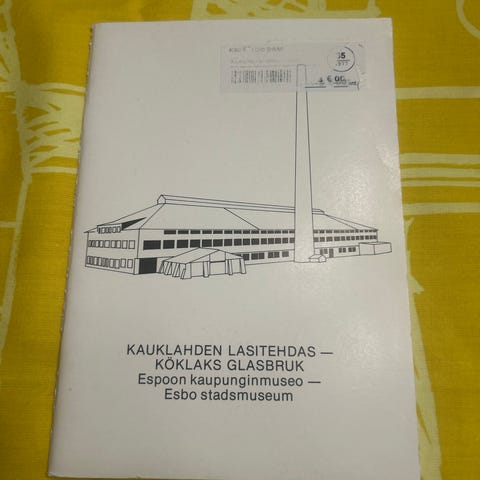 KAUKLAHDEN LASITEHDAS —
KÖKLAKS GLASBRUK
Espoon kaupunginmuseo —
Esbo stadsmuseum